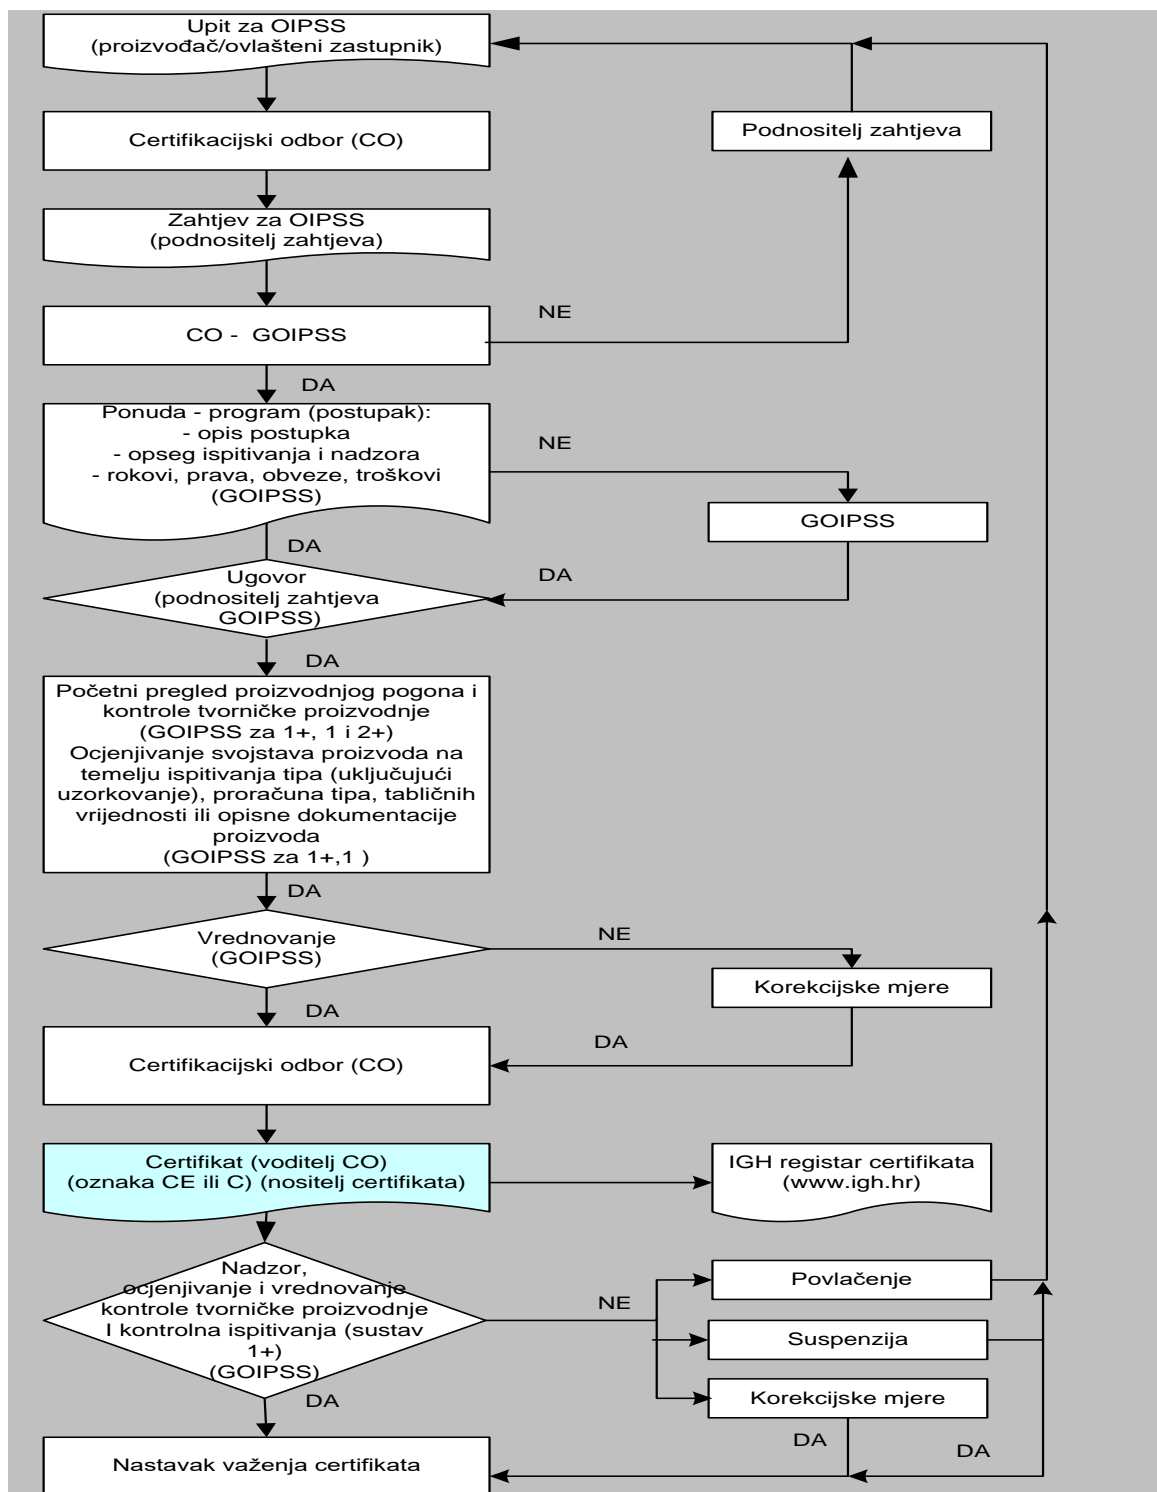 Upit za OIPSS
(proizvođač/ovlašteni zastupnik)
Certifikacijski odbor (CO)
Podnositelj zahtjeva
Zahtjev za OIPSS
(podnositelj zahtjeva)
NE
CO - GOIPSS
DA
Ponuda - program (postupak):
- opis postupka
- opseg ispitivanja i nadzora
- rokovi, prava, obveze, troškovi
(GOIPSS)
NE
GOIPSS
DA
Ugovor
(podnositelj zahtjeva
GOIPSS)
DA
DA
Početni pregled proizvodnjog pogona i
kontrole tvorničke proizvodnje
(GOIPSS za 1+, 1 i 2+)
Ocjenjivanje svojstava proizvoda na
temelju ispitivanja tipa (uključujući
uzorkovanje), proračuna tipa, tabličnih
vrijednosti ili opisne dokumentacije
proizvoda
(GOIPSS za 1+,1 )
DA
Vrednovanje
(GOIPSS)
NE
Korekcijske mjere
DA
DA
Certifikacijski odbor (CO)
Certifikat (voditelj CO)
(oznaka CE ili C) (nositelj certifikata)
IGH registar certifikata
(www.igh.hr)
Nadzor,
ocjenjivanje i vrednovanje
kontrole tvorničke proizvodnje
I kontrolna ispitivanja (sustav
1+)
(GOIPSS)
NE
Povlačenje
Suspenzija
Korekcijske mjere
DA
DA
DA
Nastavak važenja certifikata